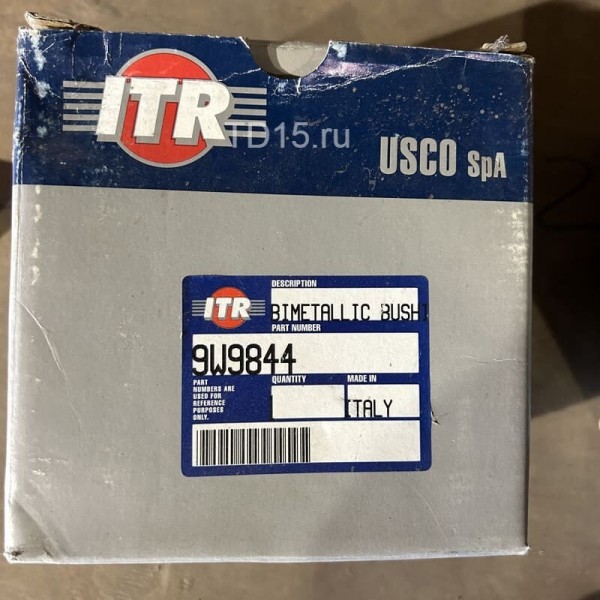 ITR
TD15.ru
USCO SpA
DESCRIPTION
ITR
BIMETALLIC BUSHI
PART NUMBER
9W9844
PART
NUMBERS ARE
USED FOR
REFERENCE
PURPOSES
ONLY.
QUANTITY
MADE IN
ITALY